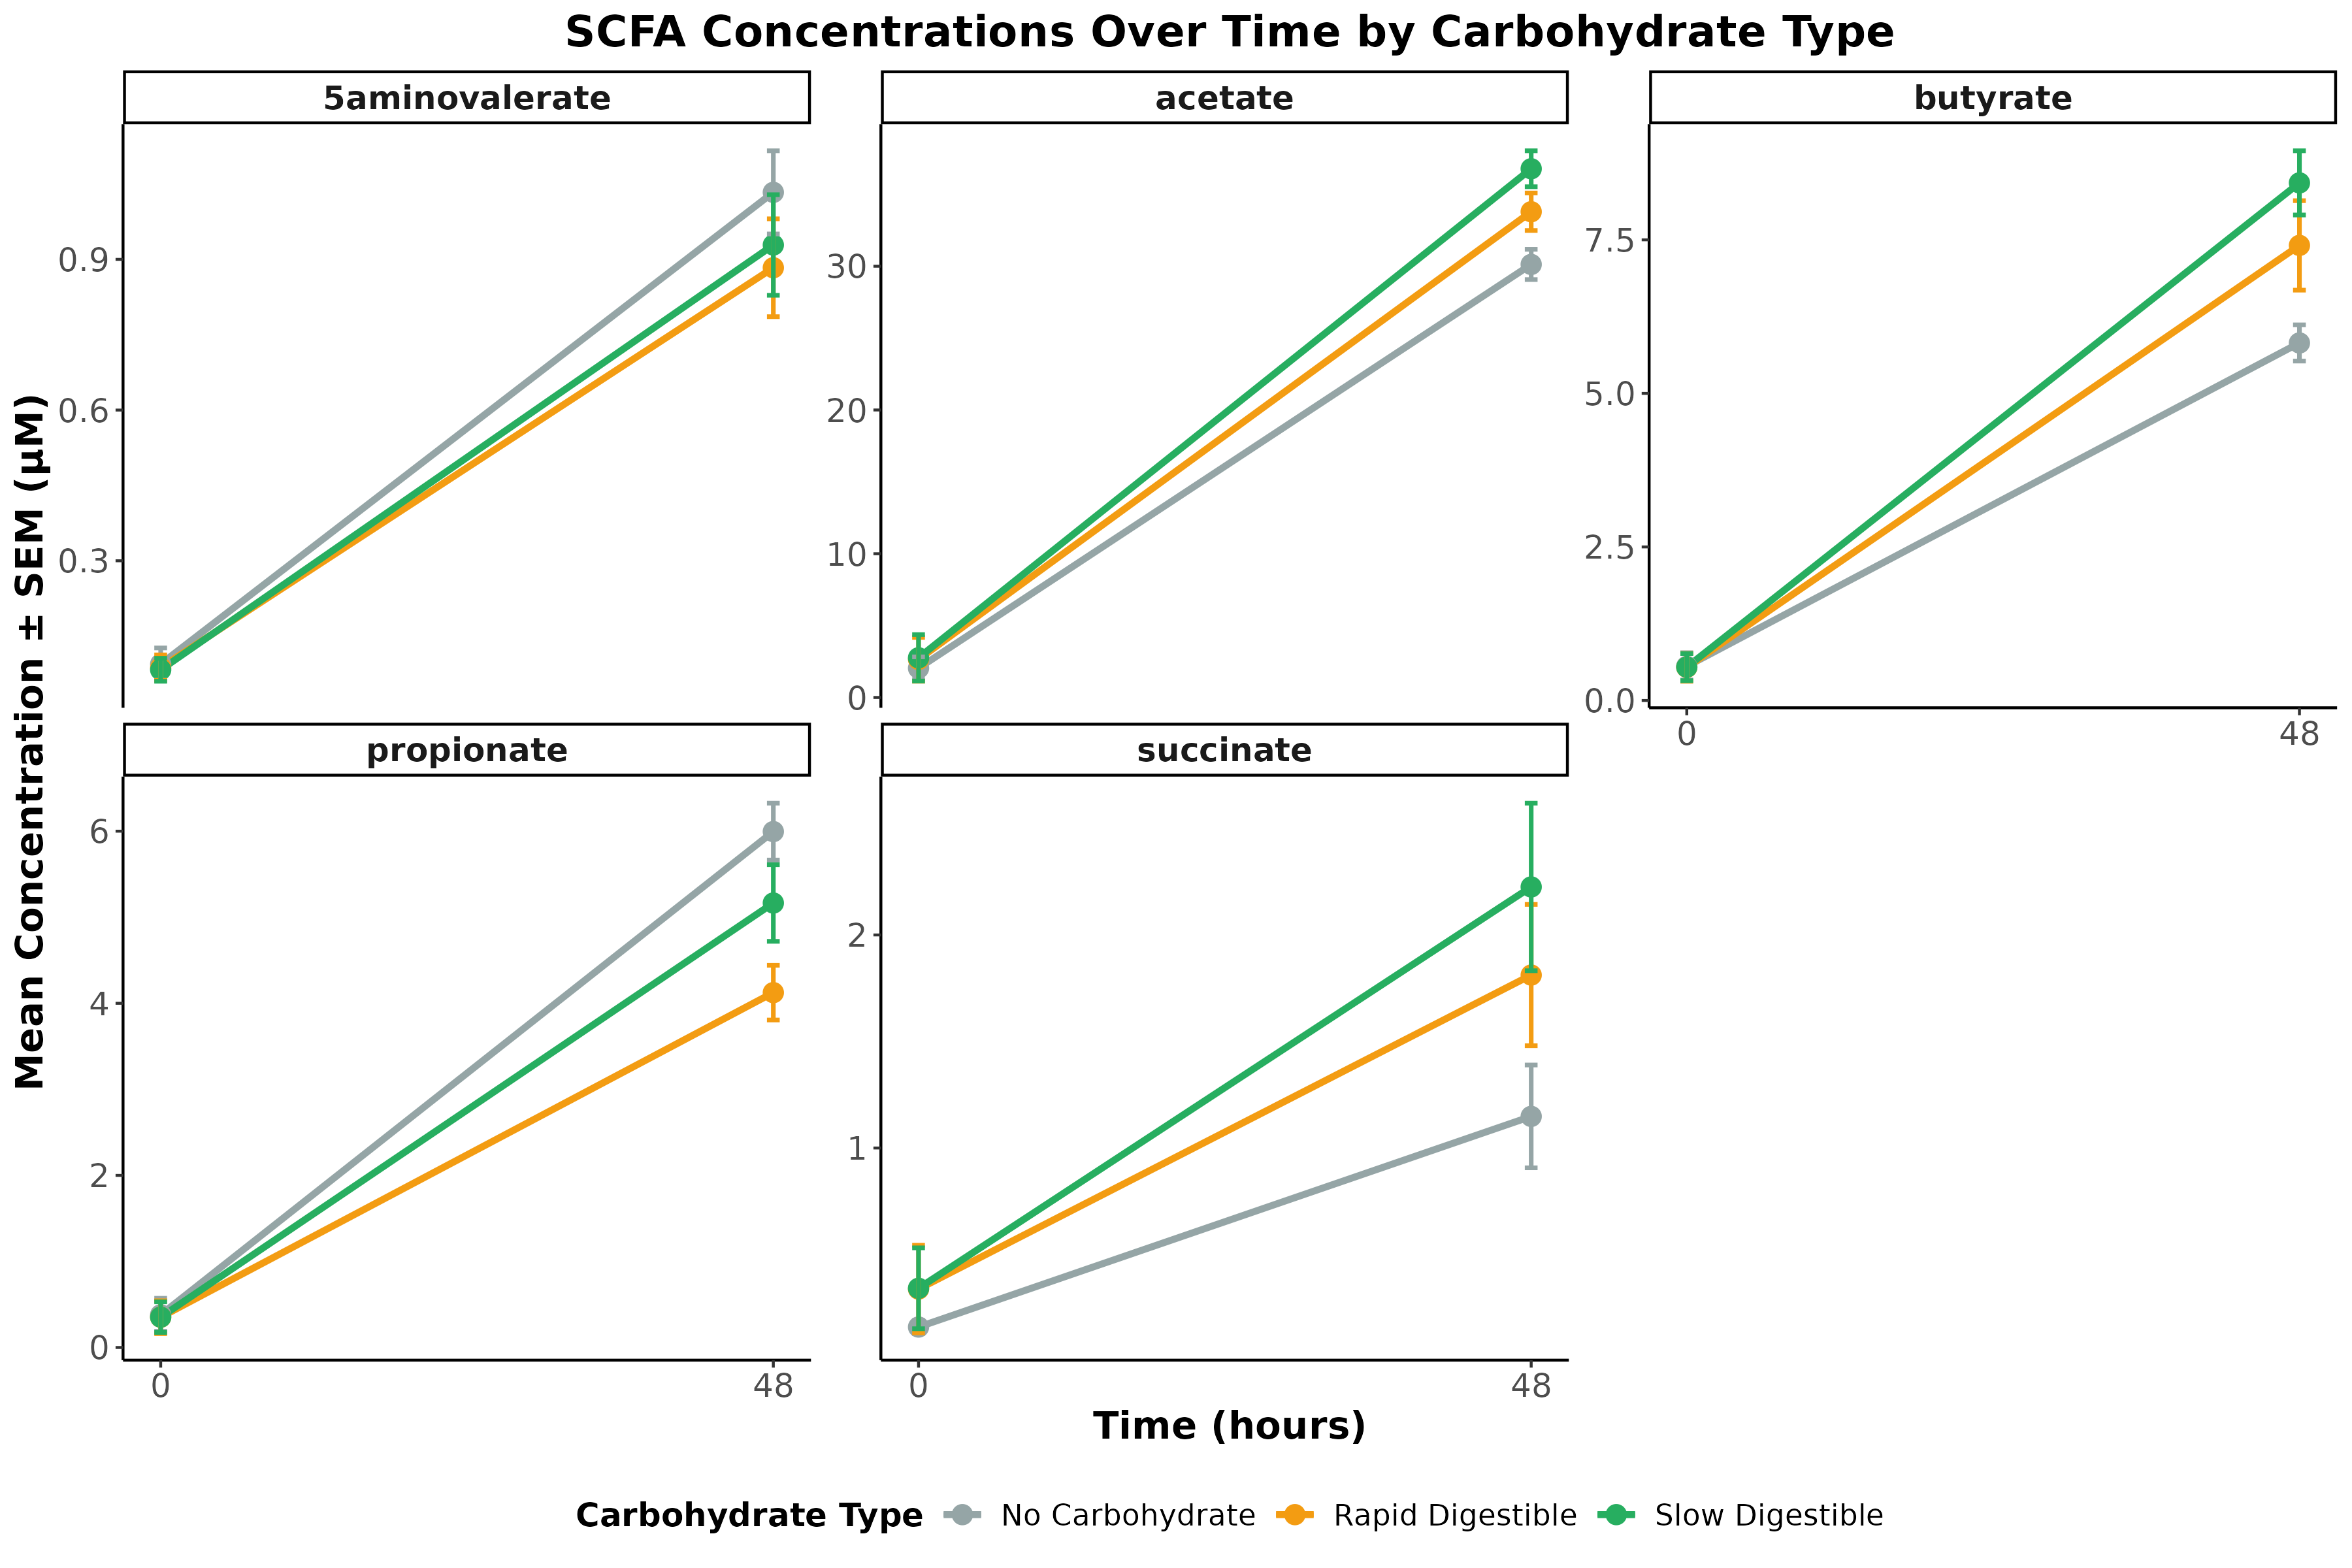 SCFA Concentrations Over Time by Carbohydrate Type
5aminovalerate
acetate
butyrate
0.9
0.6
0.3
30
20
10
0
7.5
5.0
2.5
0.0
0
48
Mean Concentration ± SEM (µM)
propionate
succinate
6
4
2
0
0
48
2
1
0
48
Time (hours)
Carbohydrate Type No Carbohydrate Rapid Digestible Slow Digestible